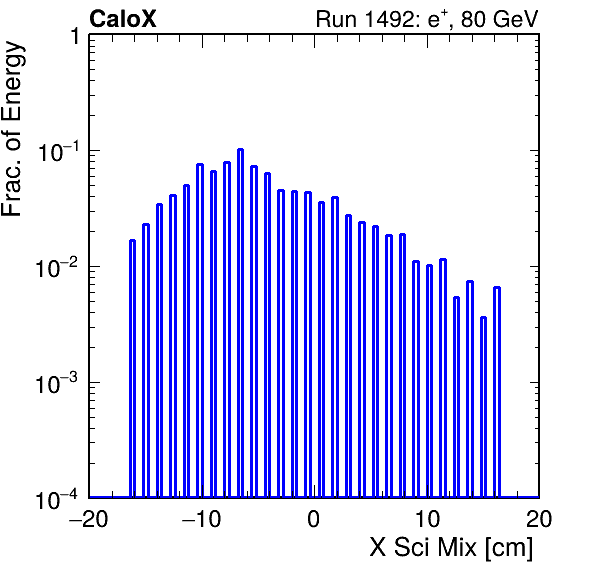 CaloX Run 1492: e⁺, 80 GeV
Frac. of Energy
1
10⁻¹
10⁻²
10⁻³
10⁻⁴
−20 −10 0 10 20
X Sci Mix [cm]